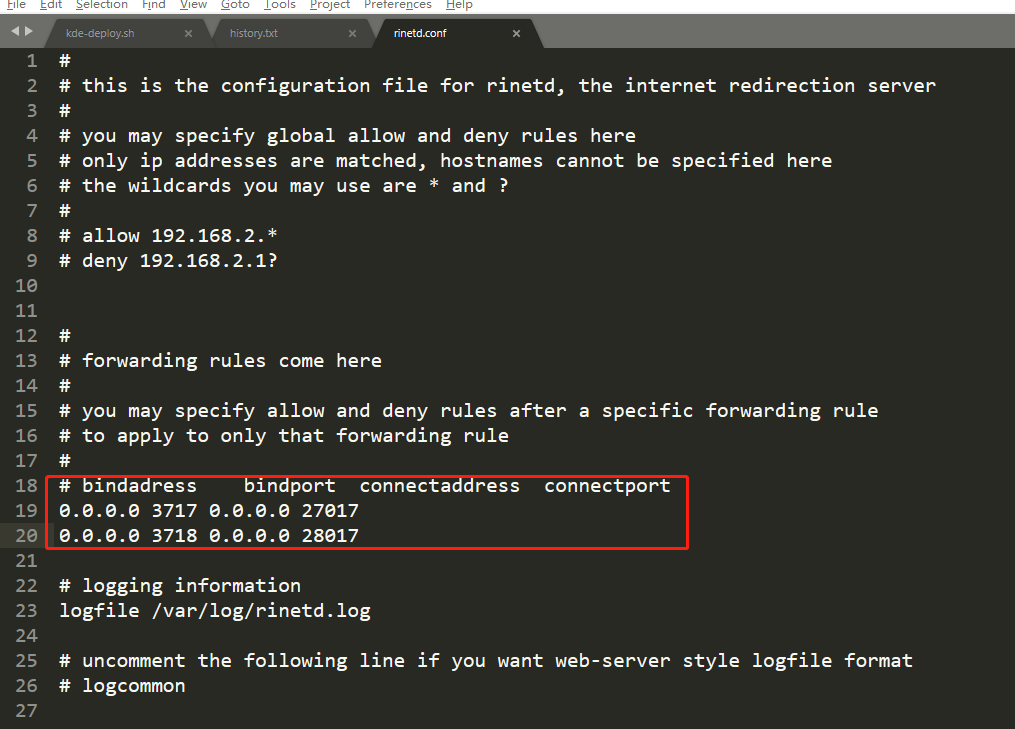 File Edit Selection Find View Goto Tools Project Preferences Help
kde-deploy.sh × history.txt × rinetd.conf ×
1 #
2 # this is the configuration file for rinetd, the internet redirection server
3 #
4 # you may specify global allow and deny rules here
5 # only ip addresses are matched, hostnames cannot be specified here
6 # the wildcards you may use are * and ?
7 #
8 # allow 192.168.2.*
9 # deny 192.168.2.1?
10
11
12 #
13 # forwarding rules come here
14 #
15 # you may specify allow and deny rules after a specific forwarding rule
16 # to apply to only that forwarding rule
17 #
18 # bindadress    bindport  connectaddress  connectport
19 0.0.0.0 3717 0.0.0.0 27017
20 0.0.0.0 3718 0.0.0.0 28017
21
22 # logging information
23 logfile /var/log/rinetd.log
24
25 # uncomment the following line if you want web-server style logfile format
26 # logcommon
27